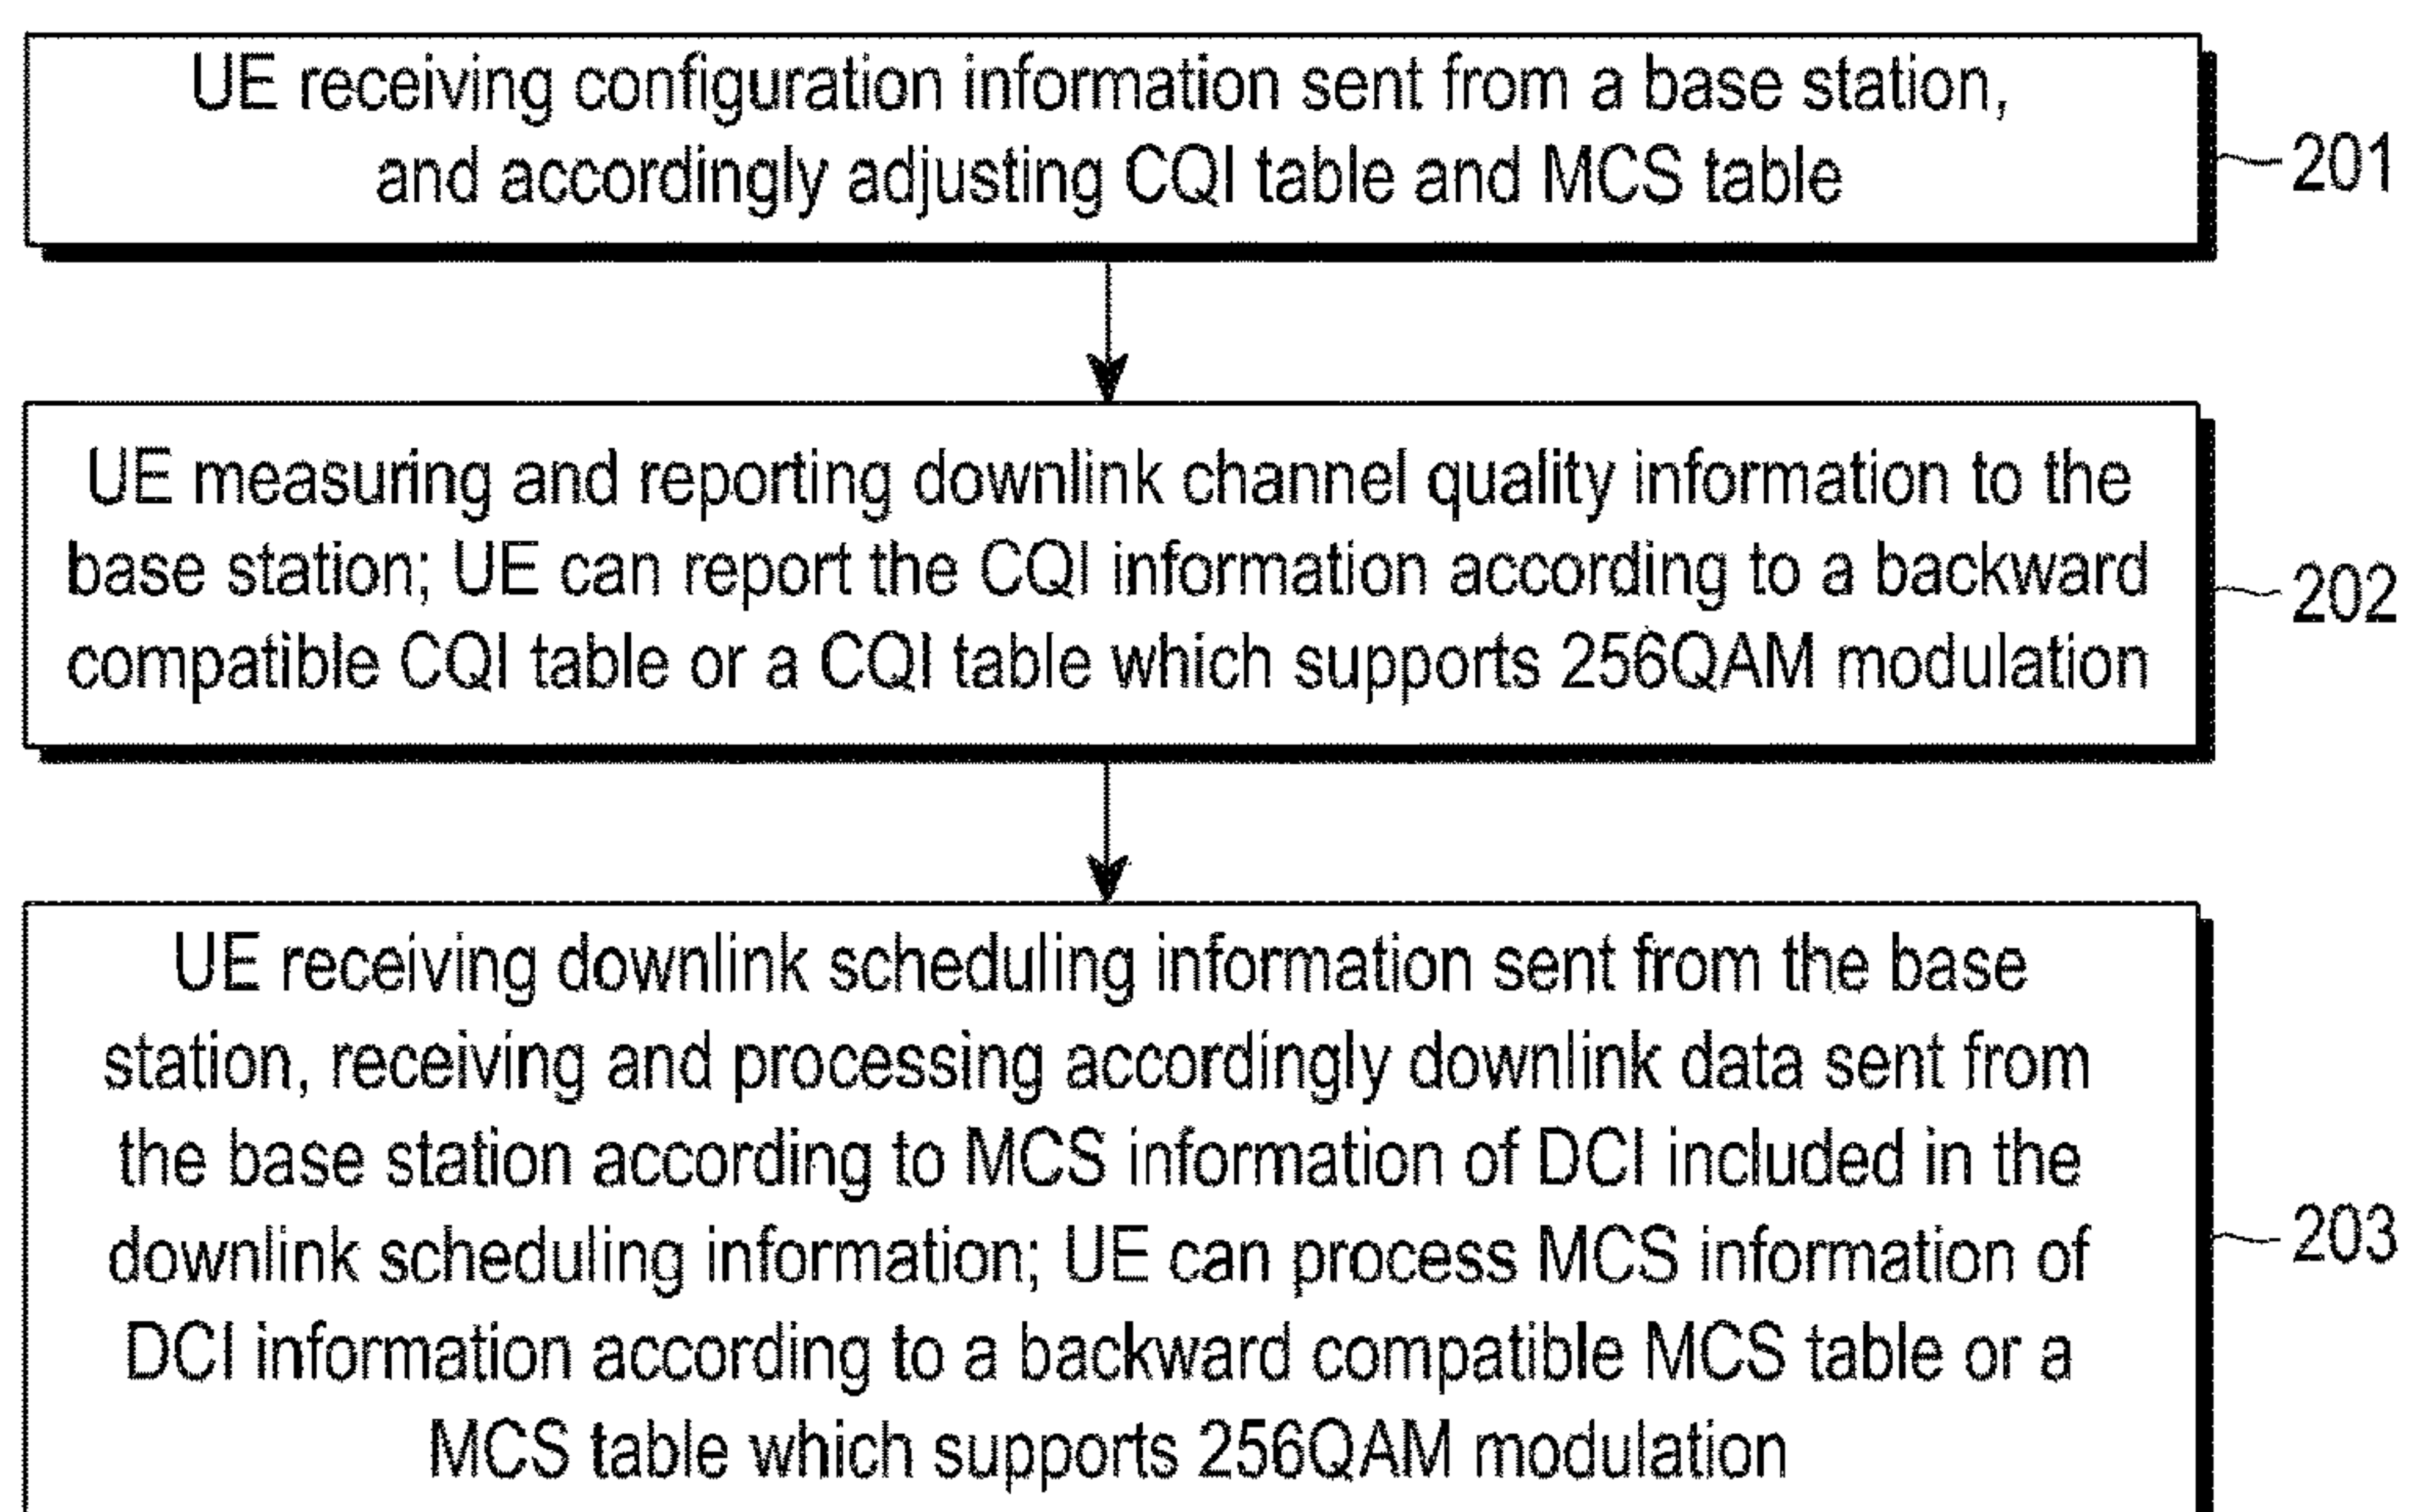 UE receiving configuration information sent from a base station,
and accordingly adjusting CQI table and MCS table
201
UE measuring and reporting downlink channel quality information to the
base station; UE can report the CQI information according to a backward
compatible CQI table or a CQI table which supports 256QAM modulation
202
UE receiving downlink scheduling information sent from the base
station, receiving and processing accordingly downlink data sent from
the base station according to MCS information of DCI included in the
downlink scheduling information; UE can process MCS information of
DCI information according to a backward compatible MCS table or a
MCS table which supports 256QAM modulation
203